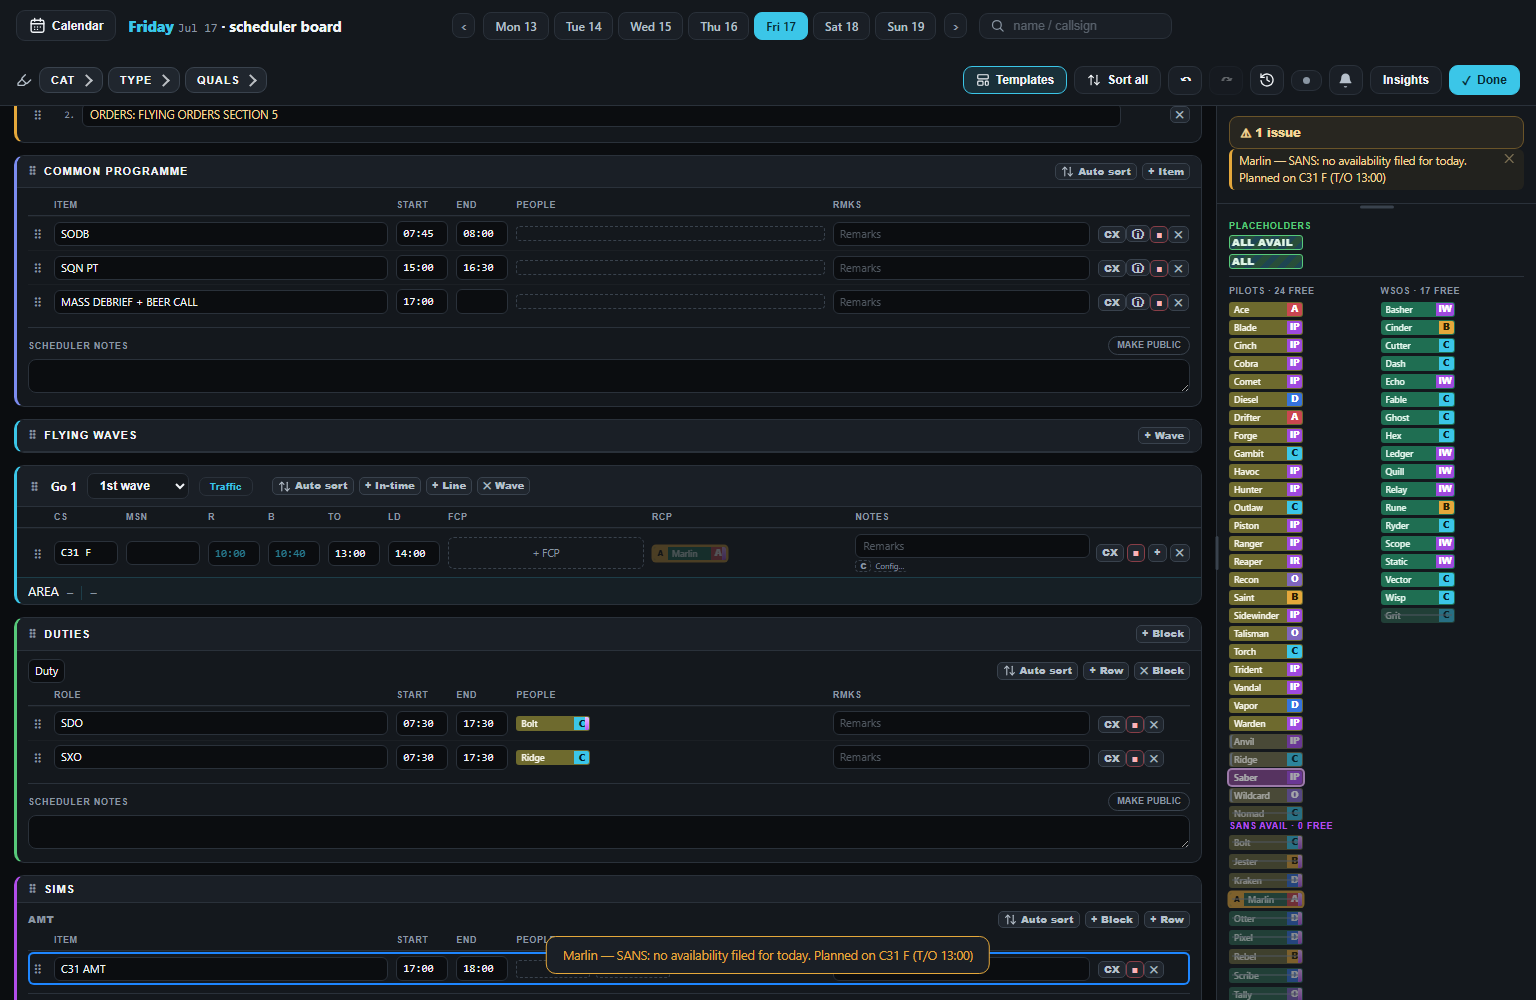 Calendar
Friday Jul 17 · scheduler board
‹ Mon 13 Tue 14 Wed 15 Thu 16 Fri 17 Sat 18 Sun 19 ›
name / callsign
CAT TYPE QUALS
Templates Sort all Insights ✓ Done
2. ORDERS: FLYING ORDERS SECTION 5
COMMON PROGRAMME
Auto sort + Item
ITEM START END PEOPLE RMKS
SODB 07:45 08:00 Remarks CX
SQN PT 15:00 16:30 Remarks CX
MASS DEBRIEF + BEER CALL 17:00 Remarks CX
SCHEDULER NOTES MAKE PUBLIC
FLYING WAVES + Wave
Go 1 1st wave Traffic Auto sort + In-time + Line ✕ Wave
CS MSN R B TO LD FCP RCP NOTES
C31 F 10:00 10:40 13:00 14:00 + FCP A Marlin A Remarks CX
C Config...
AREA – | –
DUTIES + Block
Duty Auto sort + Row ✕ Block
ROLE START END PEOPLE RMKS
SDO 07:30 17:30 Bolt C Remarks CX
SXO 07:30 17:30 Ridge C Remarks CX
SCHEDULER NOTES MAKE PUBLIC
SIMS
AMT Auto sort + Block + Row
ITEM START END
C31 AMT 17:00 18:00 CX
Marlin — SANS: no availability filed for today. Planned on C31 F (T/O 13:00)
⚠ 1 issue
Marlin — SANS: no availability filed for today.
Planned on C31 F (T/O 13:00)
PLACEHOLDERS
ALL AVAIL
ALL
PILOTS · 24 FREE
Ace A
Blade IP
Cinch IP
Cobra IP
Comet IP
Diesel D
Drifter A
Forge IP
Gambit C
Havoc IP
Hunter IP
Outlaw C
Piston IP
Ranger IP
Reaper IR
Recon O
Saint B
Sidewinder IP
Talisman O
Torch C
Trident IP
Vandal IP
Vapor D
Warden IP
Anvil IP
Ridge C
Saber IP
Wildcard O
Nomad C
SANS AVAIL · 0 FREE
Bolt C
Jester B
Kraken D
A Marlin A
Otter D
Pixel D
Rebel B
Scribe D
Tally O
WSOS · 17 FREE
Basher IW
Cinder B
Cutter C
Dash C
Echo IW
Fable C
Ghost C
Hex C
Ledger IW
Quill IW
Relay IW
Rune B
Ryder C
Scope IW
Static IW
Vector C
Wisp C
Grit C